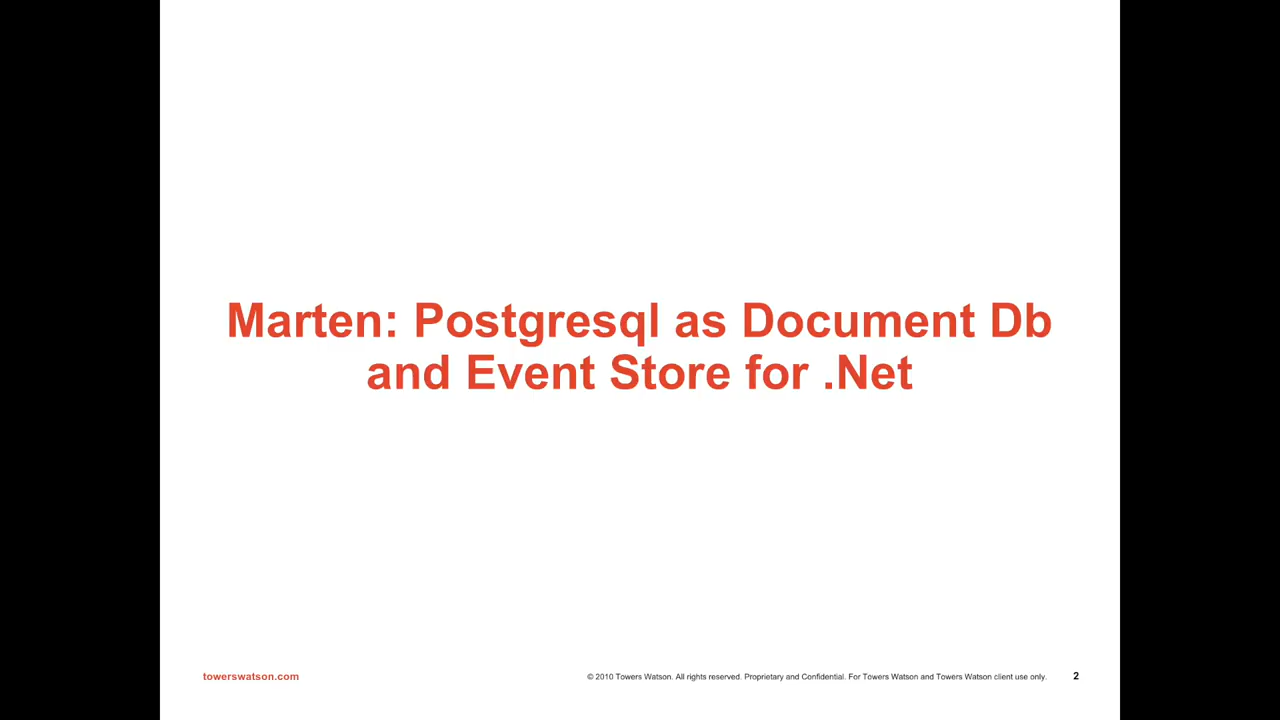 Marten: Postgresql as Document Db
and Event Store for .Net
towerswatson.com
© 2010 Towers Watson. All rights reserved. Proprietary and Confidential. For Towers Watson and Towers Watson client use only.
2